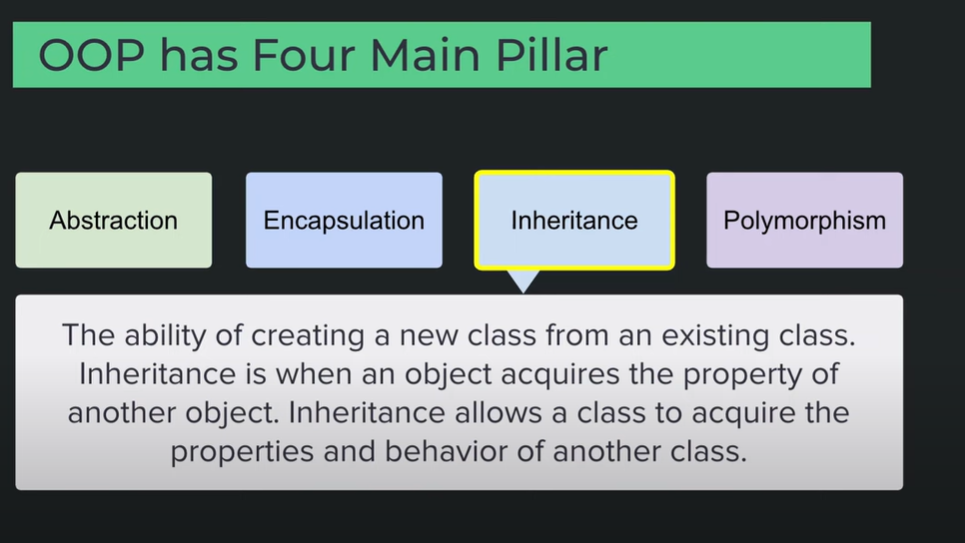 OOP has Four Main Pillar
Abstraction
Encapsulation
Inheritance
Polymorphism
The ability of creating a new class from an existing class.
Inheritance is when an object acquires the property of
another object. Inheritance allows a class to acquire the
properties and behavior of another class.